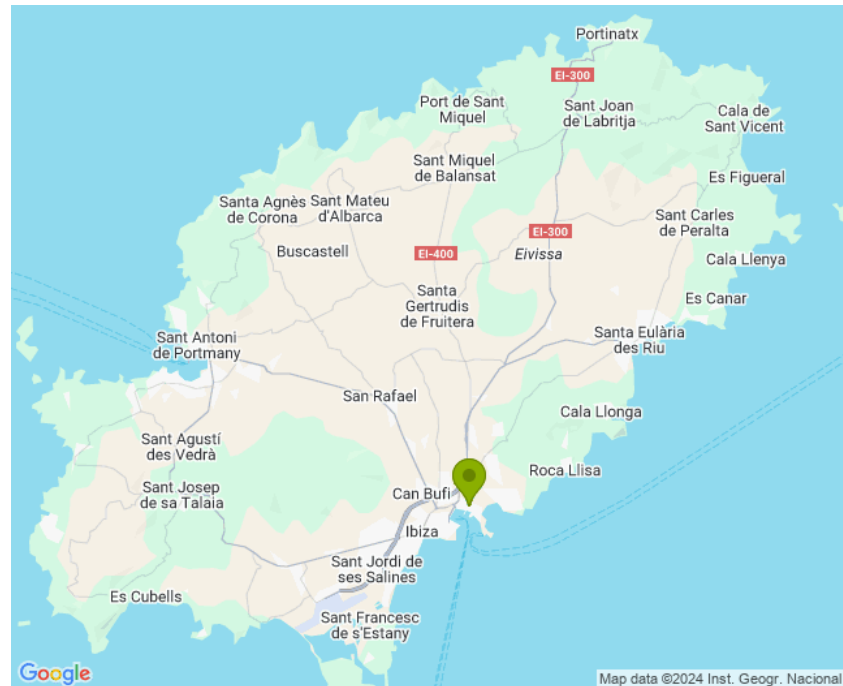 Portinatx
EI-300
Port de Sant
Miquel
Sant Joan
de Labritja
Cala de
Sant Vicent
Sant Miquel
de Balansat
Es Figueral
Santa Agnès
de Corona
Sant Mateu
d'Albarca
Sant Carles
de Peralta
EI-300
Buscastell
EI-400
Eivissa
Cala Llenya
Santa
Gertrudis
de Fruitera
Es Canar
Sant Antoni
de Portmany
Santa Eulària
des Riu
San Rafael
Cala Llonga
Sant Agustí
des Vedrà
Roca Llisa
Sant Josep
de sa Talaia
Can Bufi
Ibiza
Sant Jordi de
ses Salines
Es Cubells
Sant Francesc
de s'Estany
Google
Map data ©2024 Inst. Geogr. Nacional